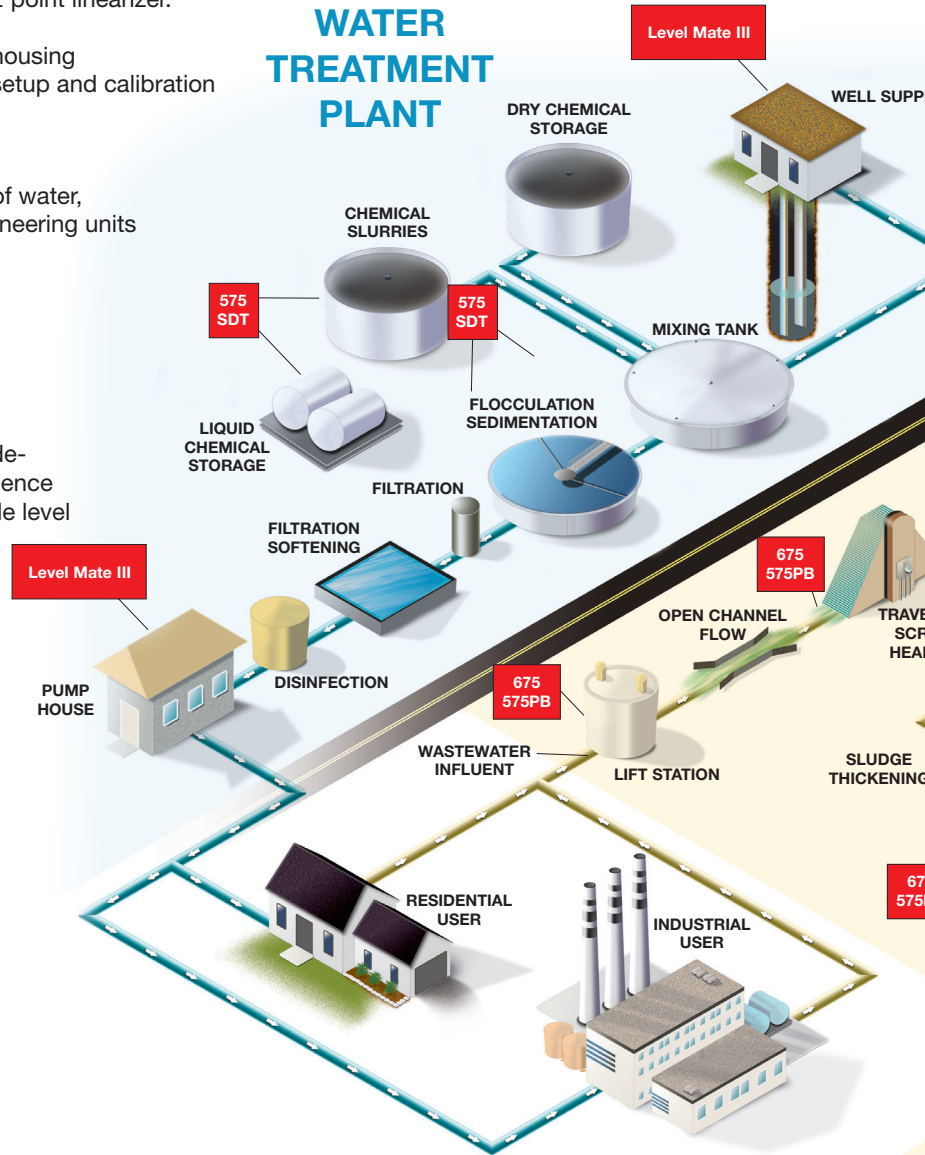 point linearizer.
housing
setup and calibration
of water,
neering units
de-
ence
le level
WATER
TREATMENT
PLANT
Level Mate III
WELL SUPP
DRY CHEMICAL
STORAGE
CHEMICAL
SLURRIES
575
SDT
575
SDT
MIXING TANK
LIQUID
CHEMICAL
STORAGE
FLOCCULATION
SEDIMENTATION
FILTRATION
FILTRATION
SOFTENING
Level Mate III
675
575PB
OPEN CHANNEL
FLOW
TRAVE
SCR
HEA
PUMP
HOUSE
DISINFECTION
675
575PB
WASTEWATER
INFLUENT
LIFT STATION
SLUDGE
THICKENING
67
575
RESIDENTIAL
USER
INDUSTRIAL
USER